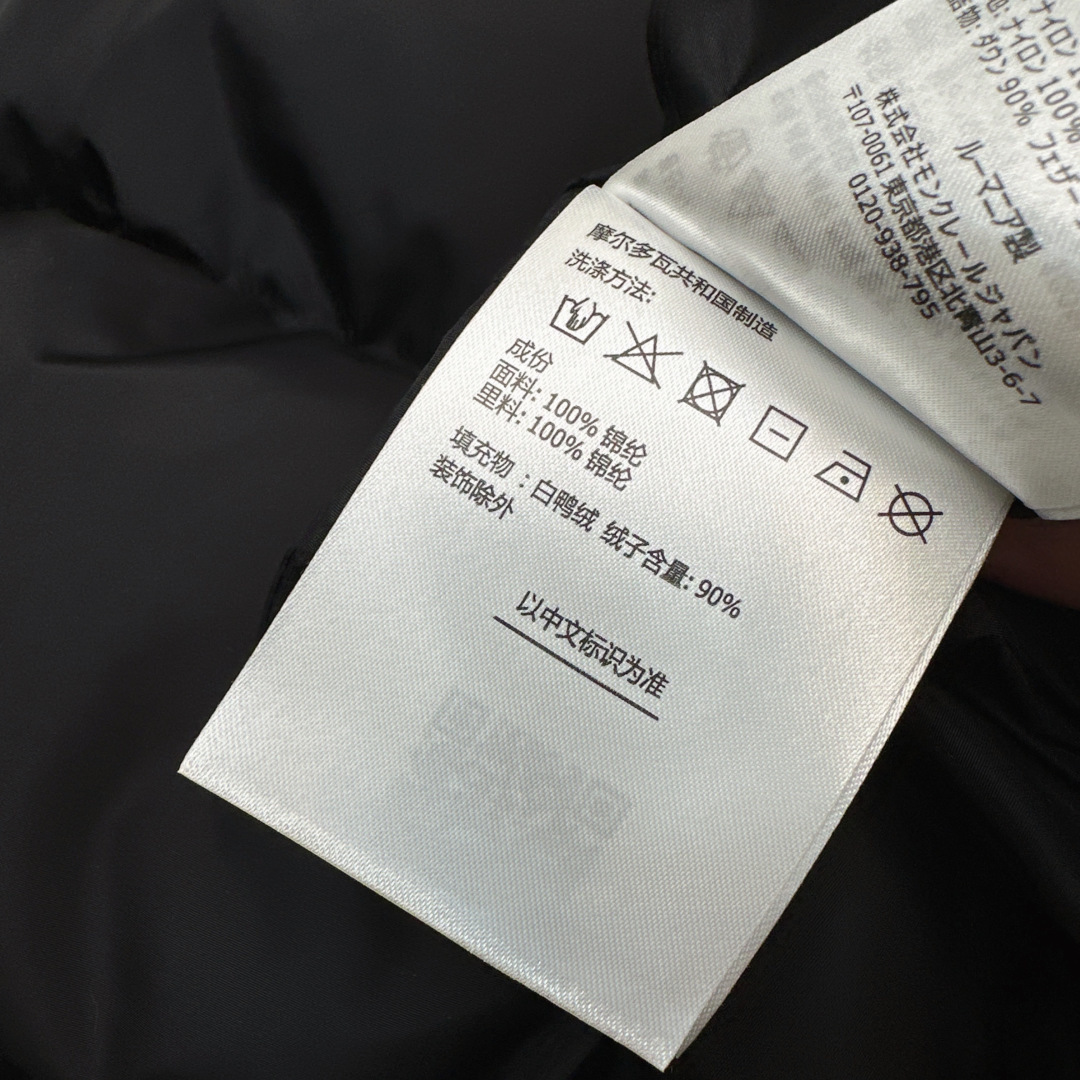 ナイロン
ナイロン 100%
ダウン 90% フェザー
ルーマニア製
株式会社モンクレールジャパン
〒107-0061 東京都港区北青山3-6-7
0120-938-795
摩尔多瓦共和国制造
洗涤方法:
成份
面料: 100% 锦纶
里料: 100% 锦纶
填充物 : 白鸭绒 绒子含量: 90%
装饰除外
以中文标识为准